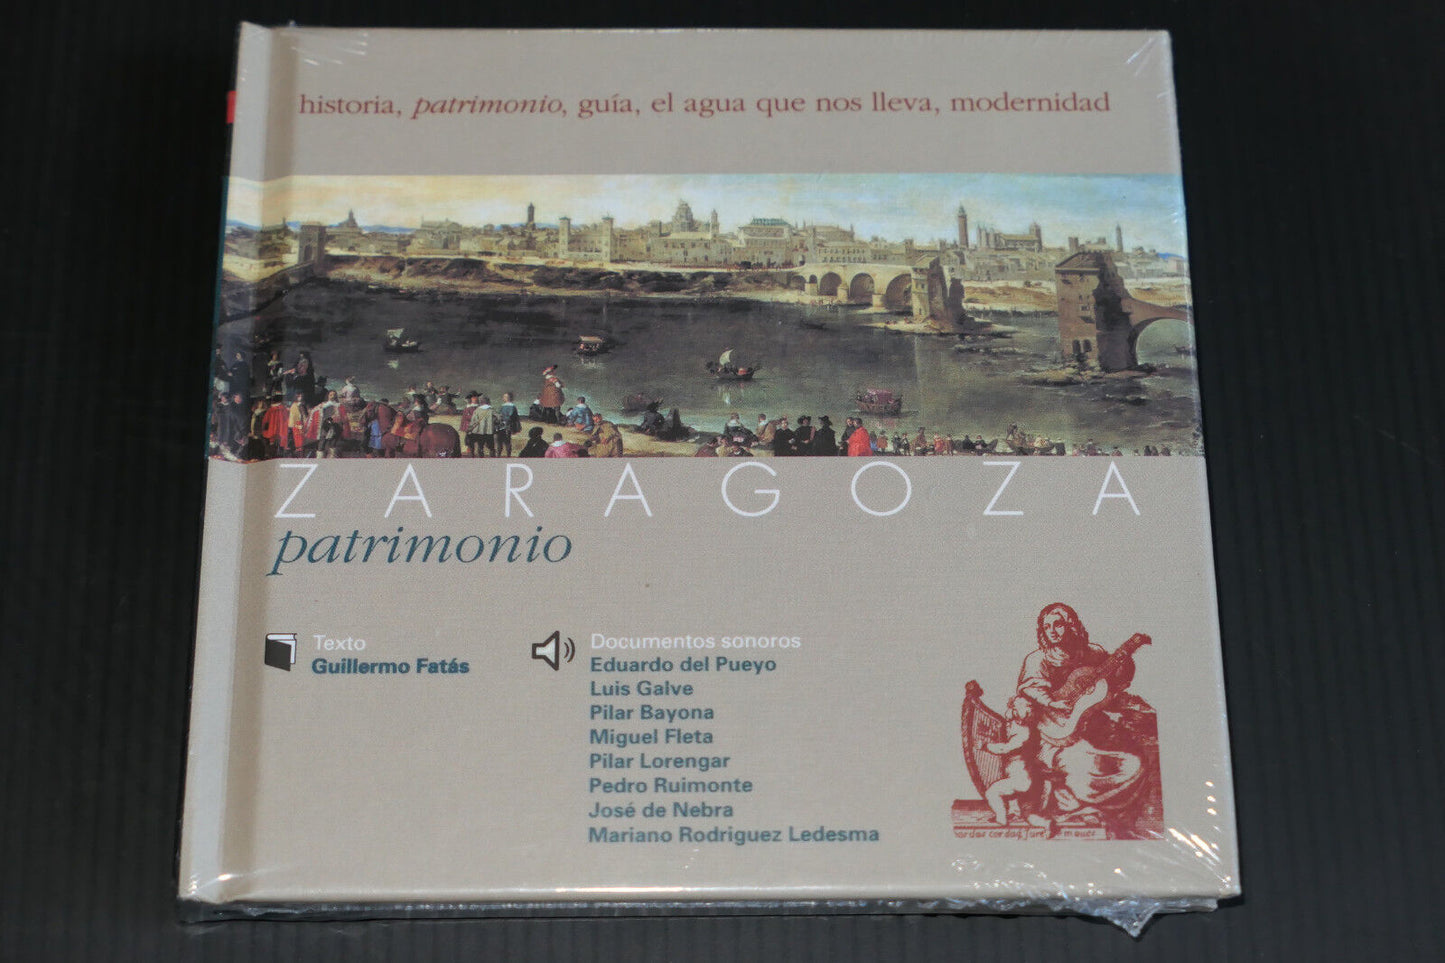 historia, patrimonio, guía, el agua que nos lleva, modernidad
ZARAGOZA
patrimonio
Texto
Guillermo Fatás
Documentos sonoros
Eduardo del Pueyo
Luis Galve
Pilar Bayona
Miguel Fleta
Pilar Lorengar
Pedro Ruimonte
José de Nebra
Mariano Rodriguez Ledesma